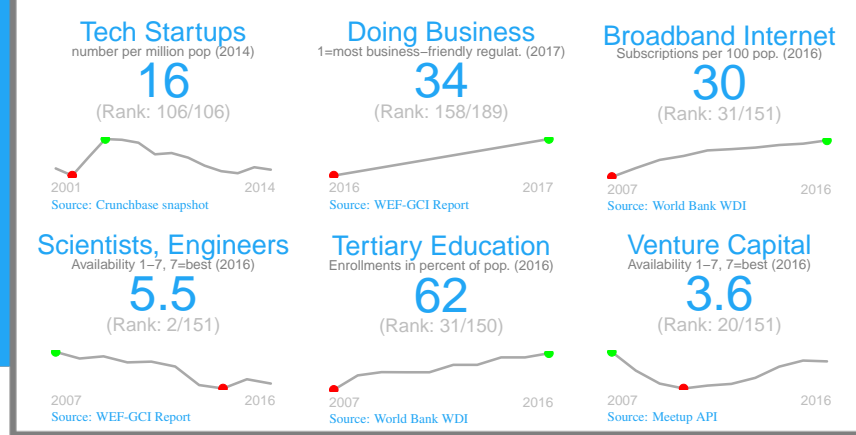 Tech Startups
number per million pop (2014)
16
(Rank: 106/106)
2001 2014
Source: Crunchbase snapshot
Doing Business
1=most business−friendly regulat. (2017)
34
(Rank: 158/189)
2016 2017
Source: WEF-GCI Report
Broadband Internet
Subscriptions per 100 pop. (2016)
30
(Rank: 31/151)
2007 2016
Source: World Bank WDI
Scientists, Engineers
Availability 1−7, 7=best (2016)
5.5
(Rank: 2/151)
2007 2016
Source: WEF-GCI Report
Tertiary Education
Enrollments in percent of pop. (2016)
62
(Rank: 31/150)
2007 2016
Source: World Bank WDI
Venture Capital
Availability 1−7, 7=best (2016)
3.6
(Rank: 20/151)
2007 2016
Source: Meetup API